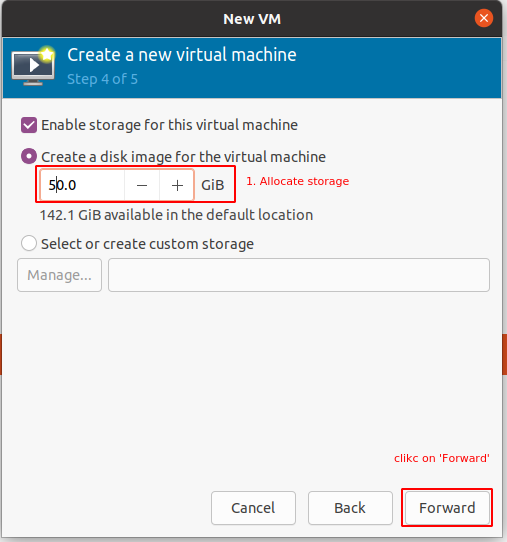 New VM
Create a new virtual machine
Step 4 of 5
Enable storage for this virtual machine
Create a disk image for the virtual machine
50.0 − + GiB 1. Allocate storage
142.1 GiB available in the default location
Select or create custom storage
Manage...
clikc on 'Forward'
Cancel Back Forward